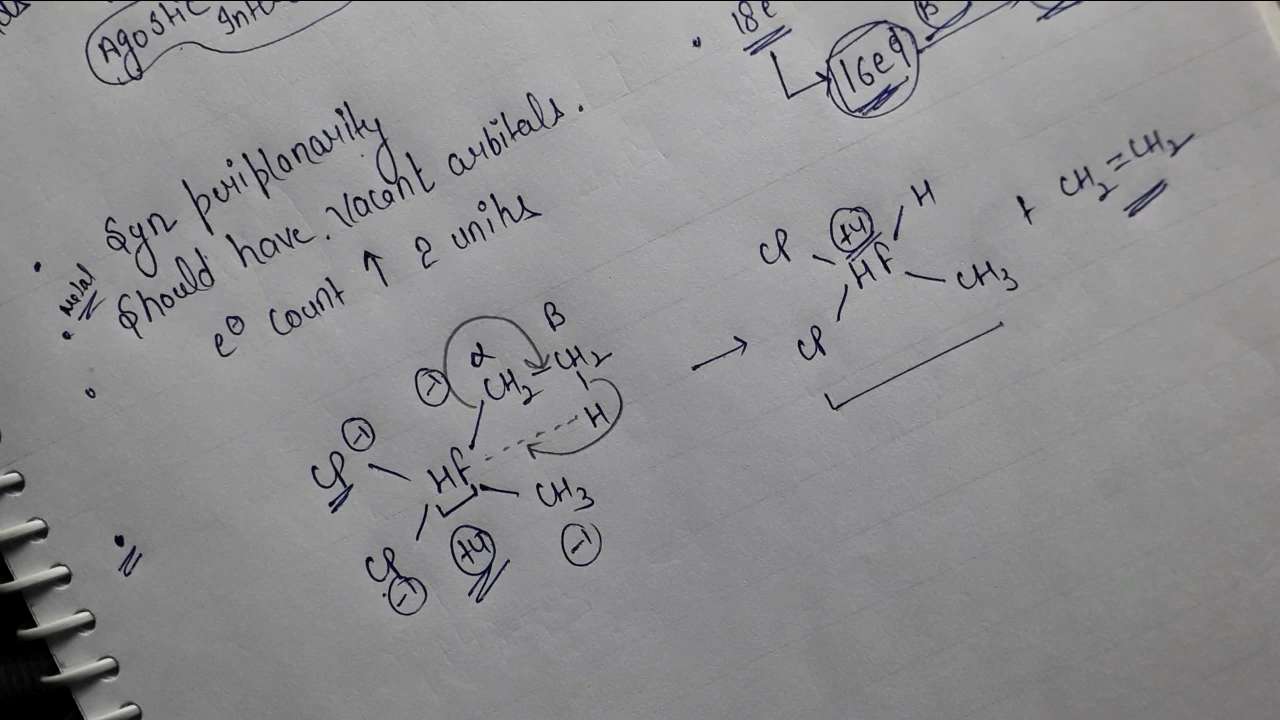 Agostic
Int
18e
16e
B
Syn periplanarity
metal
Should have. Vacant orbitals.
e⊖ count ↑ 2 units
α
B
⊖ CH2=CH2
H
Cp -1
Hf
CH3
Cp
-1
+4
-1
→
Cp
+4
Hf
H
CH3
Cp
+ CH2=CH2